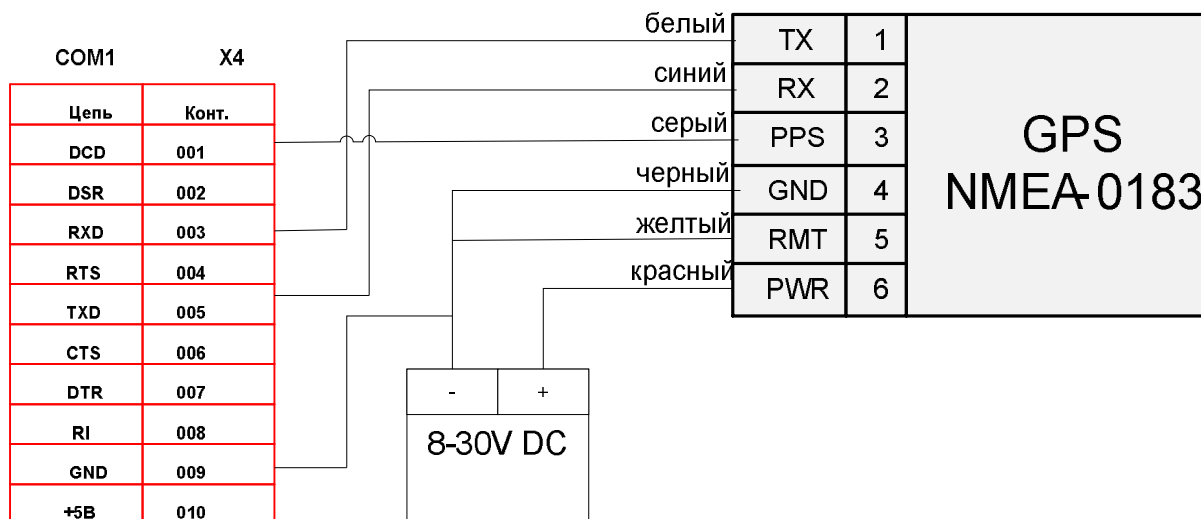 COM1 X4
Цепь Конт.
DCD 001
DSR 002
RXD 003
RTS 004
TXD 005
CTS 006
DTR 007
RI 008
GND 009
+5В 010
белый TX 1
синий RX 2
серый PPS 3
черный GND 4
желтый RMT 5
красный PWR 6
GPS
NMEA-0183
- +
8-30V DC